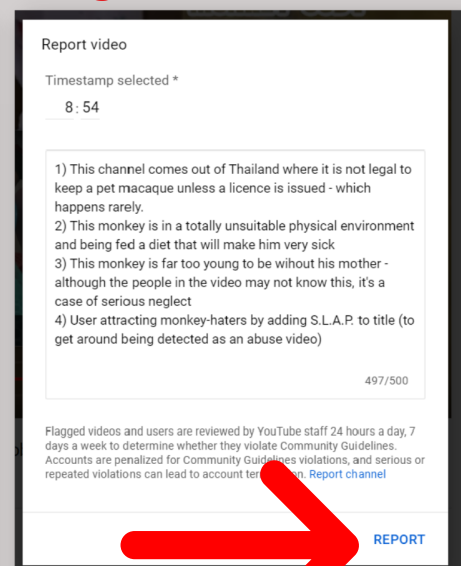 Report video
Timestamp selected *
8 : 54
1) This channel comes out of Thailand where it is not legal to
keep a pet macaque unless a licence is issued - which
happens rarely.
2) This monkey is in a totally unsuitable physical environment
and being fed a diet that will make him very sick
3) This monkey is far too young to be wihout his mother -
although the people in the video may not know this, it's a
case of serious neglect
4) User attracting monkey-haters by adding S.L.A.P. to title (to
get around being detected as an abuse video)
497/500
Flagged videos and users are reviewed by YouTube staff 24 hours a day, 7
days a week to determine whether they violate Community Guidelines.
Accounts are penalized for Community Guidelines violations, and serious or
repeated violations can lead to account Report channel
REPORT